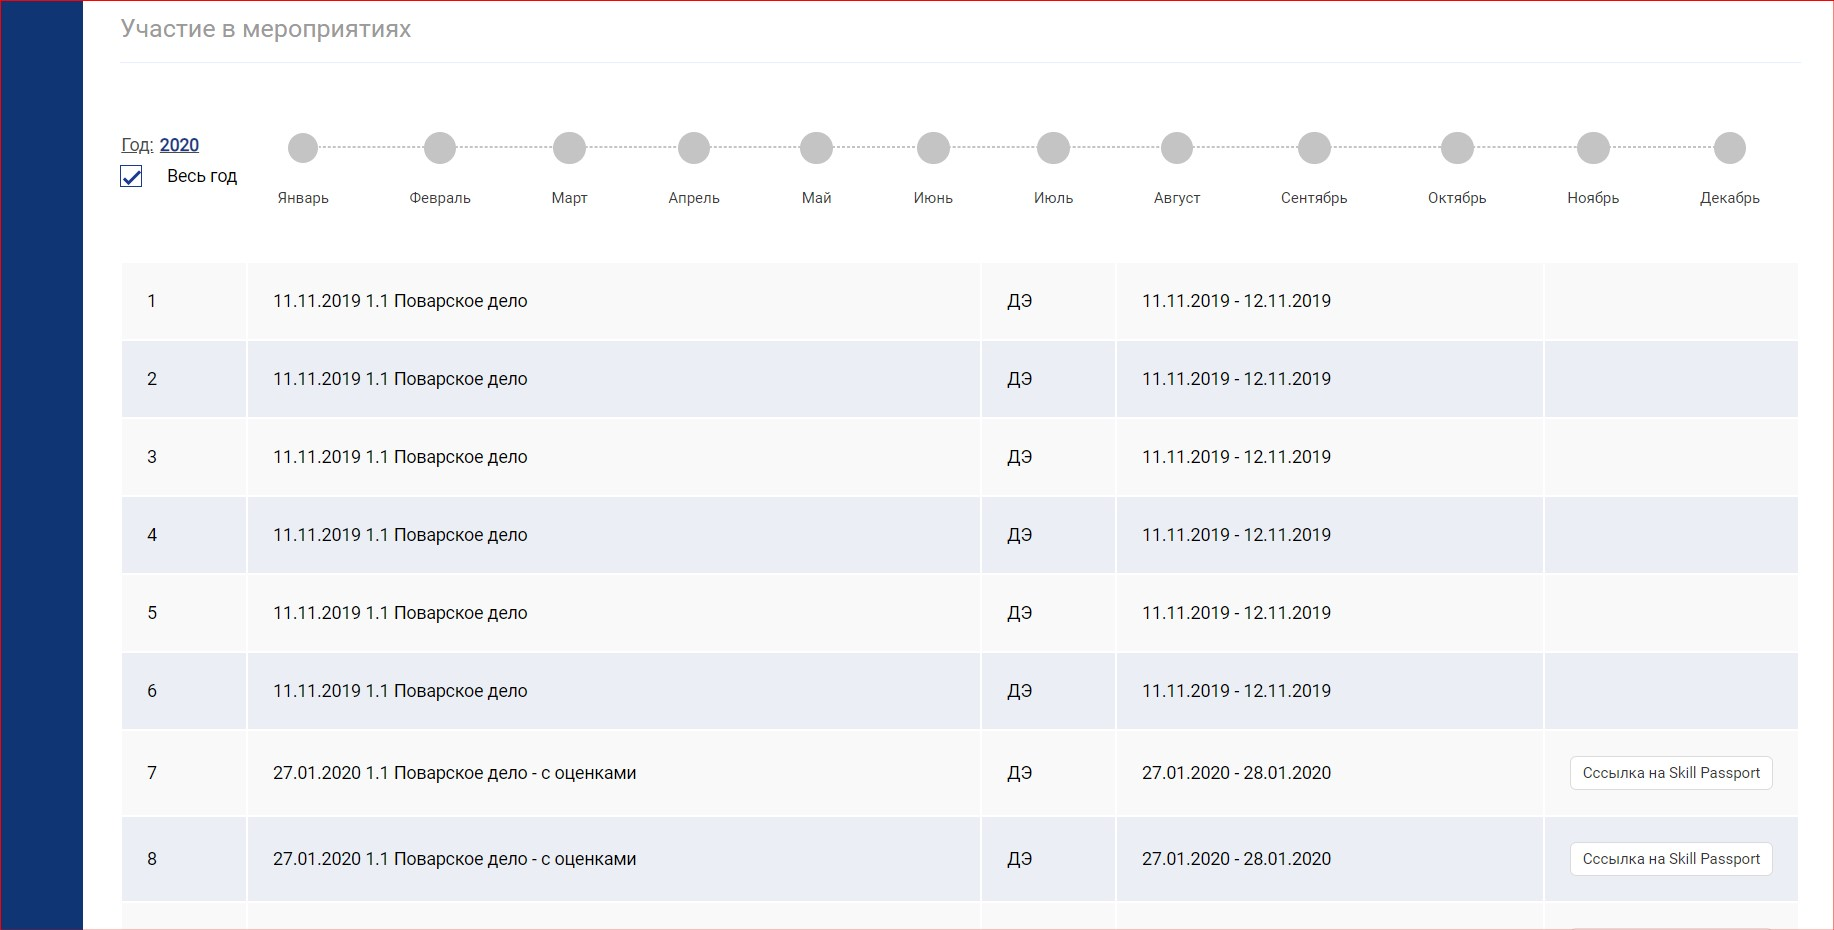 Участие в мероприятиях
Год: 2020
Весь год
Январь Февраль Март Апрель Май Июнь Июль Август Сентябрь Октябрь Ноябрь Декабрь
1 11.11.2019 1.1 Поварское дело ДЭ 11.11.2019 - 12.11.2019
2 11.11.2019 1.1 Поварское дело ДЭ 11.11.2019 - 12.11.2019
3 11.11.2019 1.1 Поварское дело ДЭ 11.11.2019 - 12.11.2019
4 11.11.2019 1.1 Поварское дело ДЭ 11.11.2019 - 12.11.2019
5 11.11.2019 1.1 Поварское дело ДЭ 11.11.2019 - 12.11.2019
6 11.11.2019 1.1 Поварское дело ДЭ 11.11.2019 - 12.11.2019
7 27.01.2020 1.1 Поварское дело - с оценками ДЭ 27.01.2020 - 28.01.2020 Сссылка на Skill Passport
8 27.01.2020 1.1 Поварское дело - с оценками ДЭ 27.01.2020 - 28.01.2020 Сссылка на Skill Passport